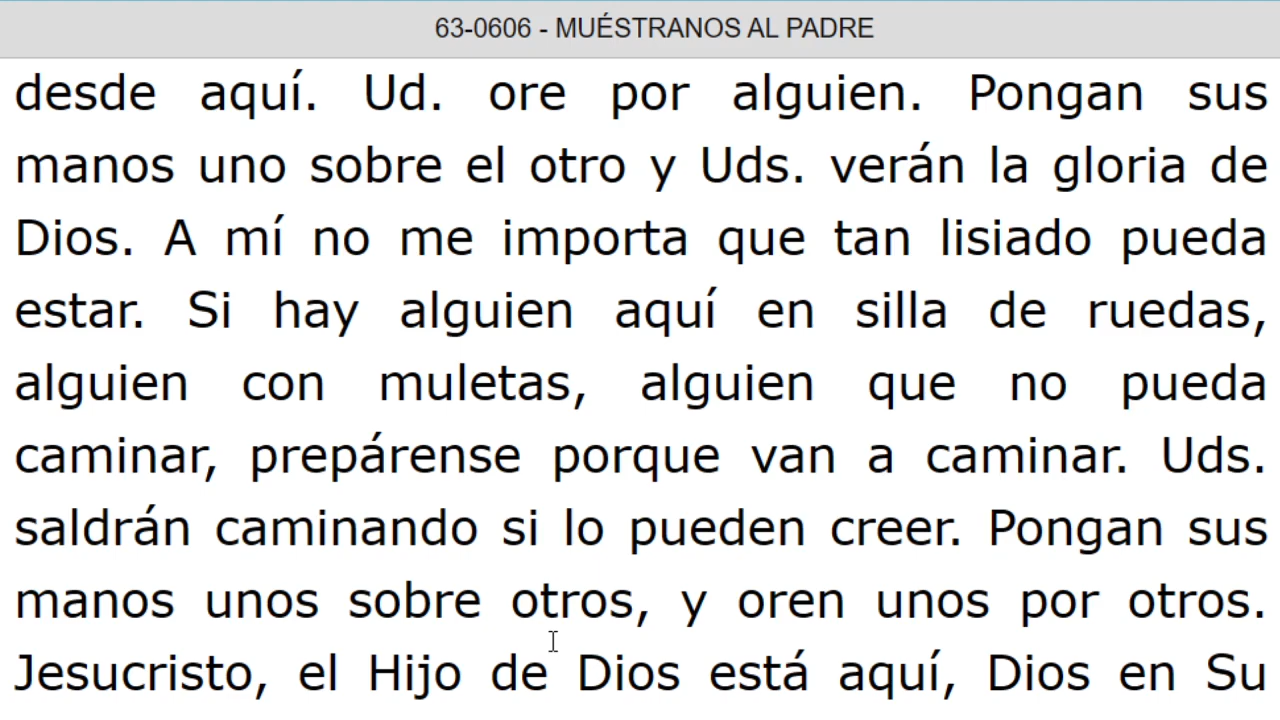 63-0606 - MUÉSTRANOS AL PADRE
desde aquí. Ud. ore por alguien. Pongan sus
manos uno sobre el otro y Uds. verán la gloria de
Dios. A mí no me importa que tan lisiado pueda
estar. Si hay alguien aquí en silla de ruedas,
alguien con muletas, alguien que no pueda
caminar, prepárense porque van a caminar. Uds.
saldrán caminando si lo pueden creer. Pongan sus
manos unos sobre otros, y oren unos por otros.
Jesucristo, el Hijo de Dios está aquí, Dios en Su